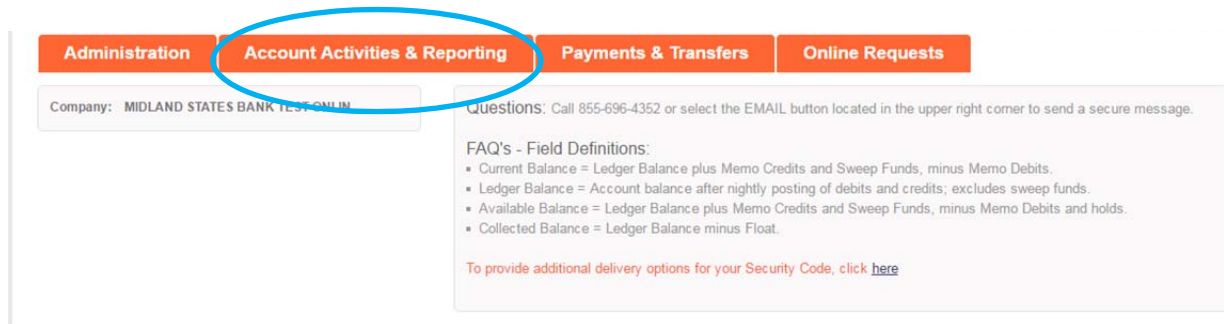 Administration
Account Activities & Reporting
Payments & Transfers
Online Requests
Company: MIDLAND STATES BANK TEST ONLIN
Questions: Call 855-696-4352 or select the EMAIL button located in the upper right corner to send a secure message.
FAQ's - Field Definitions:
▪ Current Balance = Ledger Balance plus Memo Credits and Sweep Funds, minus Memo Debits.
▪ Ledger Balance = Account balance after nightly posting of debits and credits; excludes sweep funds.
▪ Available Balance = Ledger Balance plus Memo Credits and Sweep Funds, minus Memo Debits and holds.
▪ Collected Balance = Ledger Balance minus Float.
To provide additional delivery options for your Security Code, click here